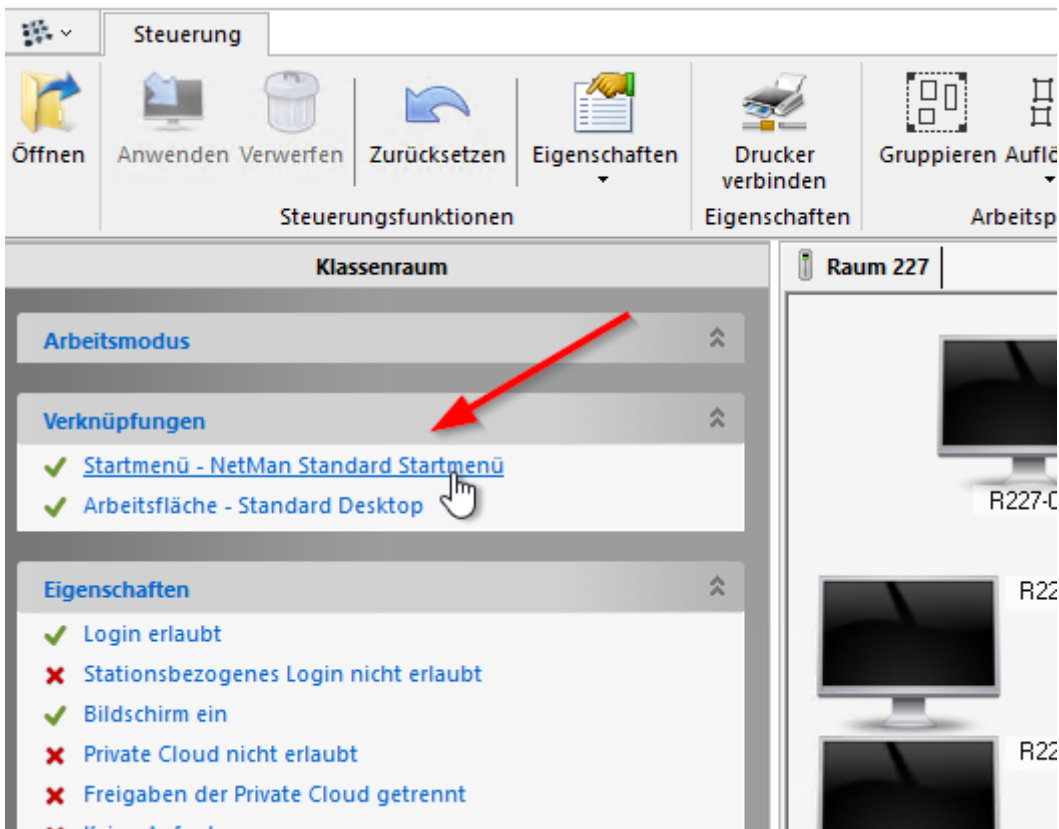 Steuerung
Öffnen
Anwenden
Verwerfen
Zurücksetzen
Eigenschaften
Drucker
verbinden
Gruppieren
Steuerungsfunktionen
Eigenschaften
Klassenraum
Raum 227
Arbeitsmodus
Verknüpfungen
Startmenü - NetMan Standard Startmenü
Arbeitsfläche - Standard Desktop
Eigenschaften
Login erlaubt
Stationsbezogenes Login nicht erlaubt
Bildschirm ein
Private Cloud nicht erlaubt
Freigaben der Private Cloud getrennt